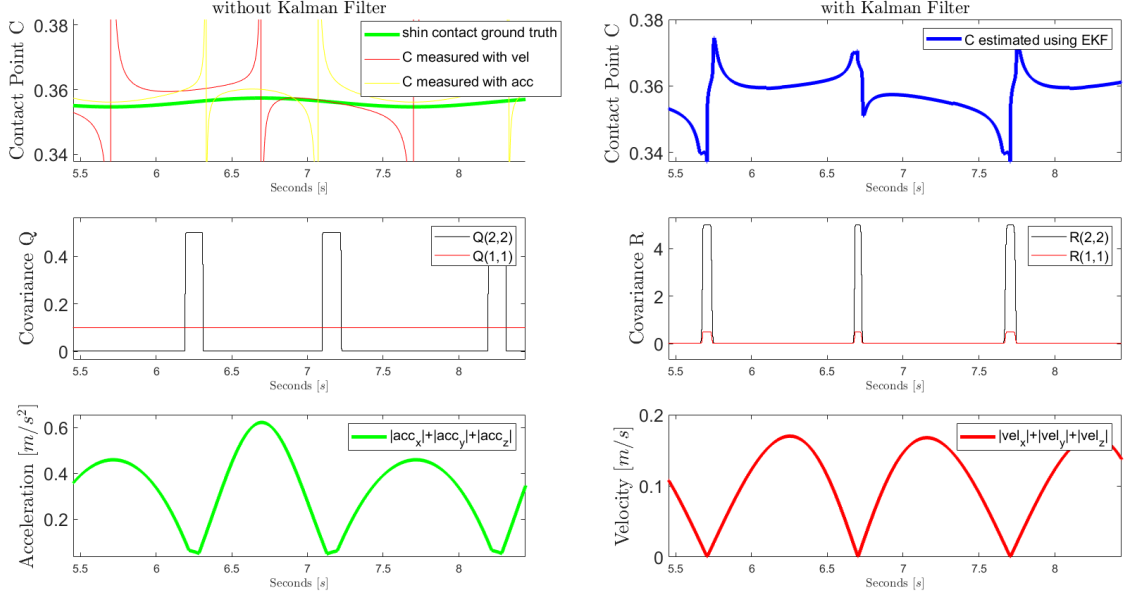 without Kalman Filter
0.38
0.36
0.34
Contact Point C
shin contact ground truth
C measured with vel
C measured with acc
5.5 6 6.5 7 7.5 8
Seconds [s]
with Kalman Filter
0.38
0.36
0.34
Contact Point C
C estimated using EKF
5.5 6 6.5 7 7.5 8
Seconds [s]
0.4
0.2
0
Covariance Q
Q(2,2)
Q(1,1)
5.5 6 6.5 7 7.5 8
Seconds [s]
4
2
0
Covariance R
R(2,2)
R(1,1)
5.5 6 6.5 7 7.5 8
Seconds [s]
0.6
0.4
0.2
Acceleration [m/s²]
|acc_x|+|acc_y|+|acc_z|
5.5 6 6.5 7 7.5 8
Seconds [s]
0.2
0.1
0
Velocity [m/s]
|vel_x|+|vel_y|+|vel_z|
5.5 6 6.5 7 7.5 8
Seconds [s]